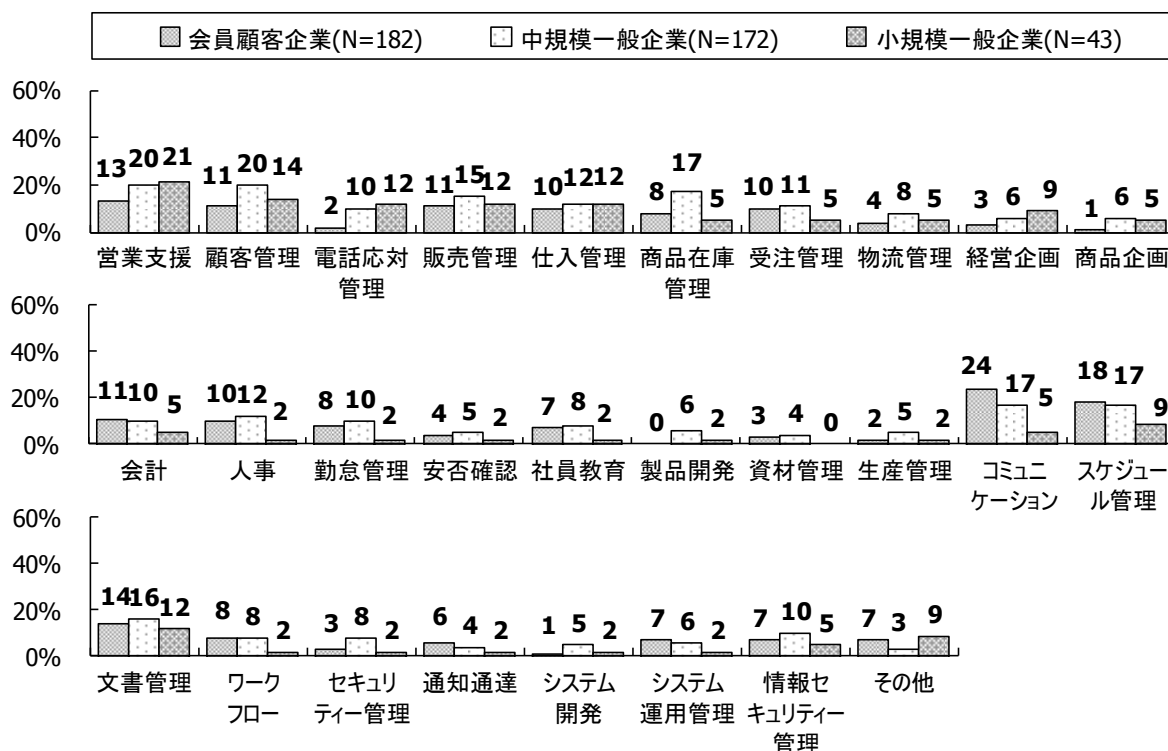 会員顧客企業(N=182) 中規模一般企業(N=172) 小規模一般企業(N=43)
60%
40%
20%
0%
13 20 21 11 20 14 2 10 12 11 15 12 10 12 12 8 17 5 10 11 5 4 8 5 3 6 9 1 6 5
営業支援 顧客管理 電話応対 販売管理 仕入管理 商品在庫 受注管理 物流管理 経営企画 商品企画
管理 管理
60%
40%
20%
0%
11 10 5 10 12 2 8 10 2 4 5 2 7 8 2 0 6 2 3 4 0 2 5 2 24 17 5 18 17 9
会計 人事 勤怠管理 安否確認 社員教育 製品開発 資材管理 生産管理 コミュニ スケジュー
ケーション ル管理
60%
40%
20%
0%
14 16 12 8 8 2 3 8 2 6 4 2 1 5 2 7 6 2 7 10 5 7 3 9
文書管理 ワーク セキュリ 通知通達 システム システム 情報セ その他
フロー ティー管理 開発 運用管理 キュリティー
管理